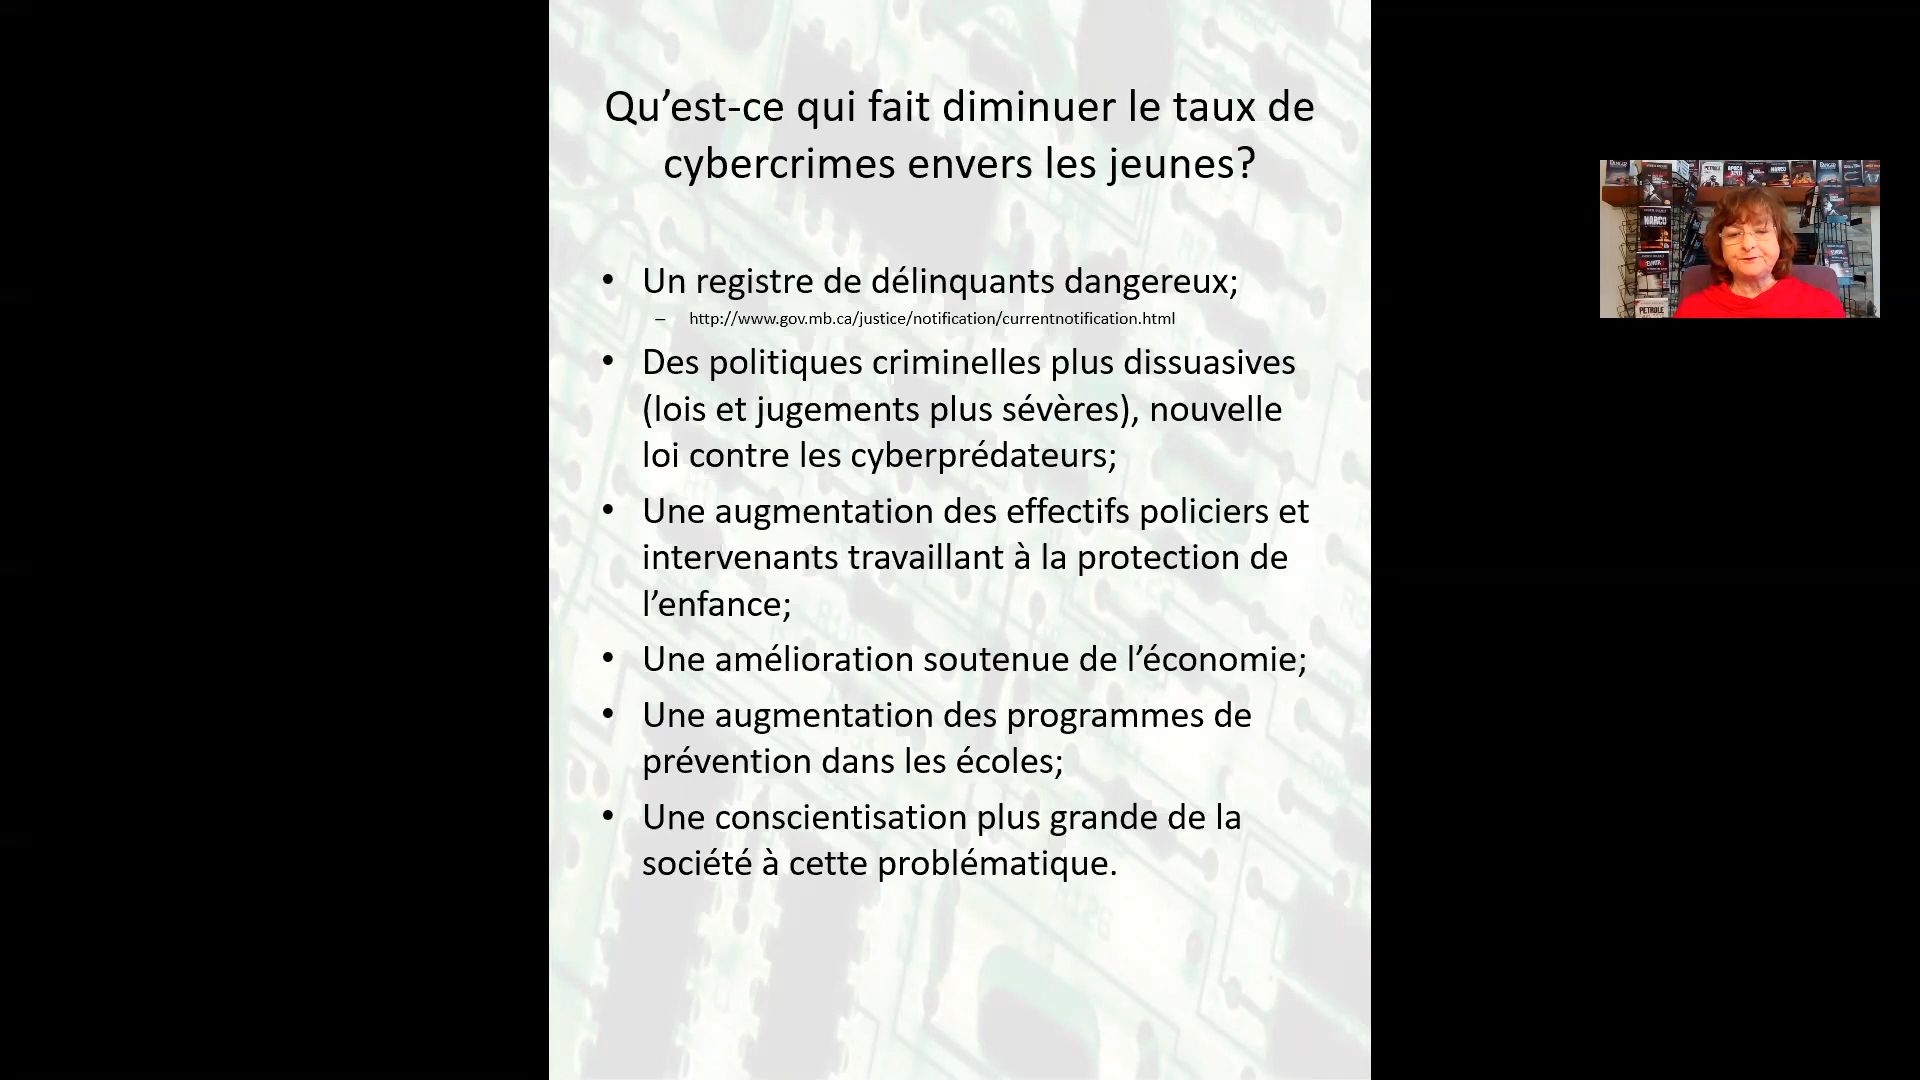 Qu’est-ce qui fait diminuer le taux de
cybercrimes envers les jeunes?
• Un registre de délinquants dangereux;
– http://www.gov.mb.ca/justice/notification/currentnotification.html
• Des politiques criminelles plus dissuasives
(lois et jugements plus sévères), nouvelle
loi contre les cyberprédateurs;
• Une augmentation des effectifs policiers et
intervenants travaillant à la protection de
l’enfance;
• Une amélioration soutenue de l’économie;
• Une augmentation des programmes de
prévention dans les écoles;
• Une conscientisation plus grande de la
société à cette problématique.
NARCO
PETROLE